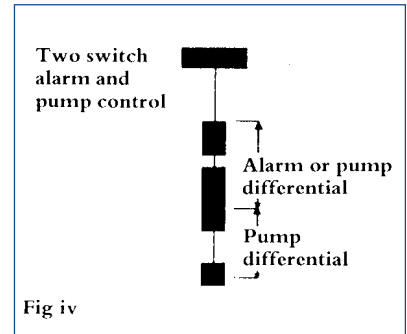 Two switch
alarm and
pump control
Alarm or pump
differential
Pump
differential
Fig iv